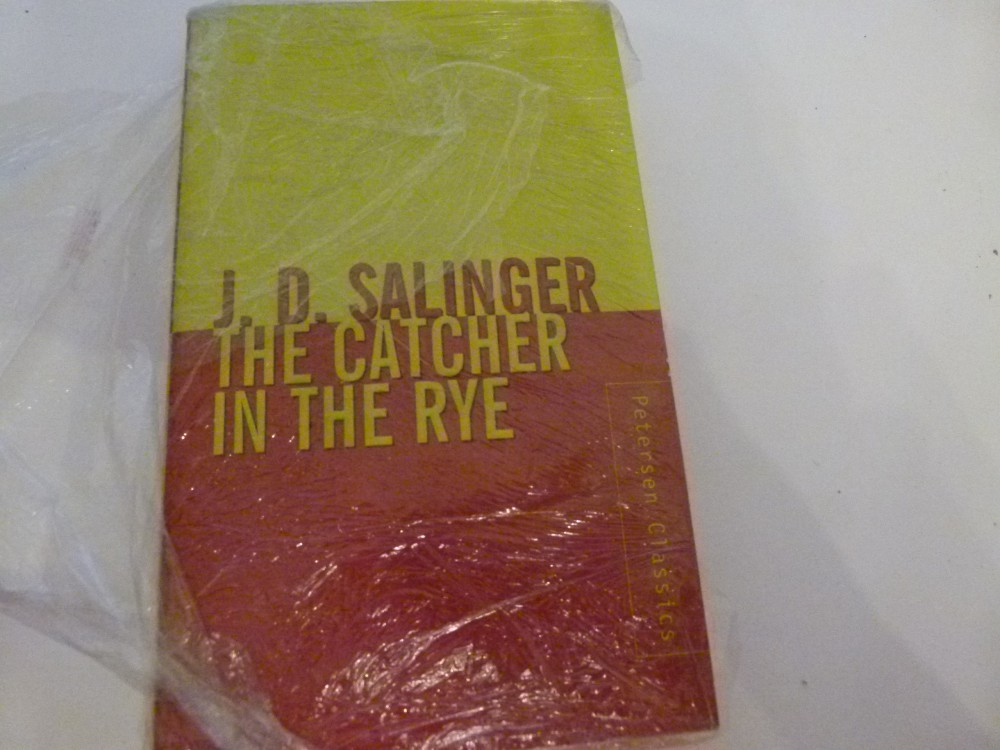 J. D. SALINGER
THE CATCHER
IN THE RYE
Petersen Classics